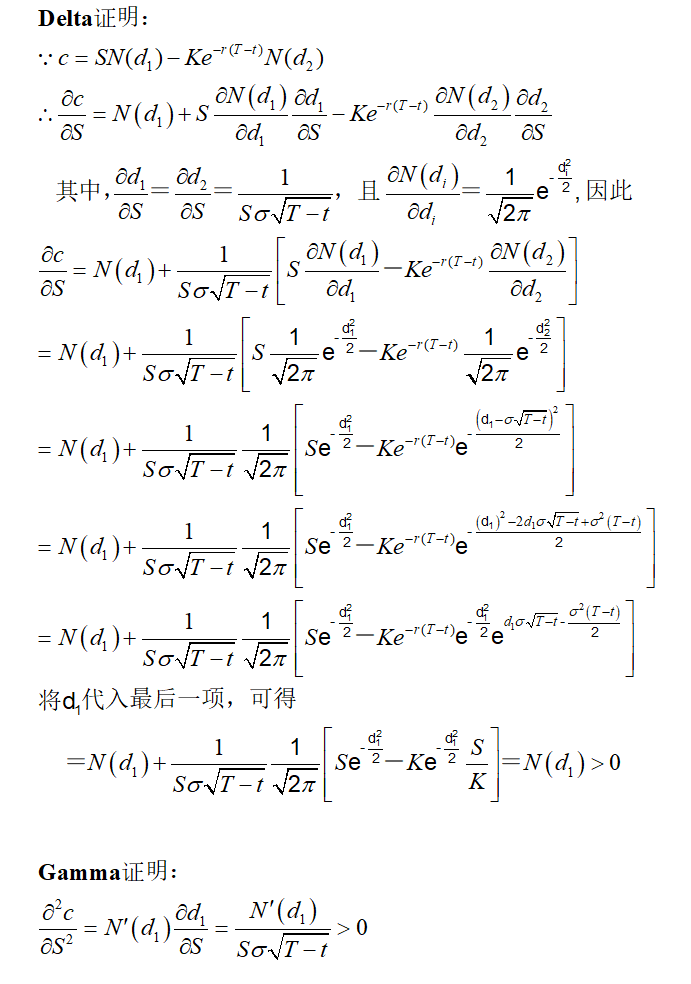 Delta证明：
∵ c = SN(d₁) − Ke^{−r(T−t)}N(d₂)
∴ ∂c/∂S = N(d₁) + S ∂N(d₁)/∂d₁ ∂d₁/∂S − Ke^{−r(T−t)} ∂N(d₂)/∂d₂ ∂d₂/∂S
其中, ∂d₁/∂S = ∂d₂/∂S = 1/(Sσ√(T−t))， 且 ∂N(dᵢ)/∂dᵢ = 1/√(2π) e^{-dᵢ²/2}, 因此
∂c/∂S = N(d₁) + 1/(Sσ√(T−t)) [S ∂N(d₁)/∂d₁ − Ke^{−r(T−t)} ∂N(d₂)/∂d₂]
= N(d₁) + 1/(Sσ√(T−t)) [S 1/√(2π) e^{-d₁²/2} − Ke^{−r(T−t)} 1/√(2π) e^{-d₂²/2}]
= N(d₁) + 1/(Sσ√(T−t)) 1/√(2π) [Se^{-d₁²/2} − Ke^{−r(T−t)}e^{-(d₁−σ√(T−t))²/2}]
= N(d₁) + 1/(Sσ√(T−t)) 1/√(2π) [Se^{-d₁²/2} − Ke^{−r(T−t)}e^{-((d₁)²−2d₁σ√(T−t)+σ²(T−t))/2}]
= N(d₁) + 1/(Sσ√(T−t)) 1/√(2π) [Se^{-d₁²/2} − Ke^{−r(T−t)}e^{-d₁²/2}e^{d₁σ√(T−t)-σ²(T−t)/2}]
将d₁代入最后一项，可得
= N(d₁) + 1/(Sσ√(T−t)) 1/√(2π) [Se^{-d₁²/2} − Ke^{-d₁²/2} S/K] = N(d₁) > 0
Gamma证明：
∂²c/∂S² = N′(d₁) ∂d₁/∂S = N′(d₁)/(Sσ√(T−t)) > 0